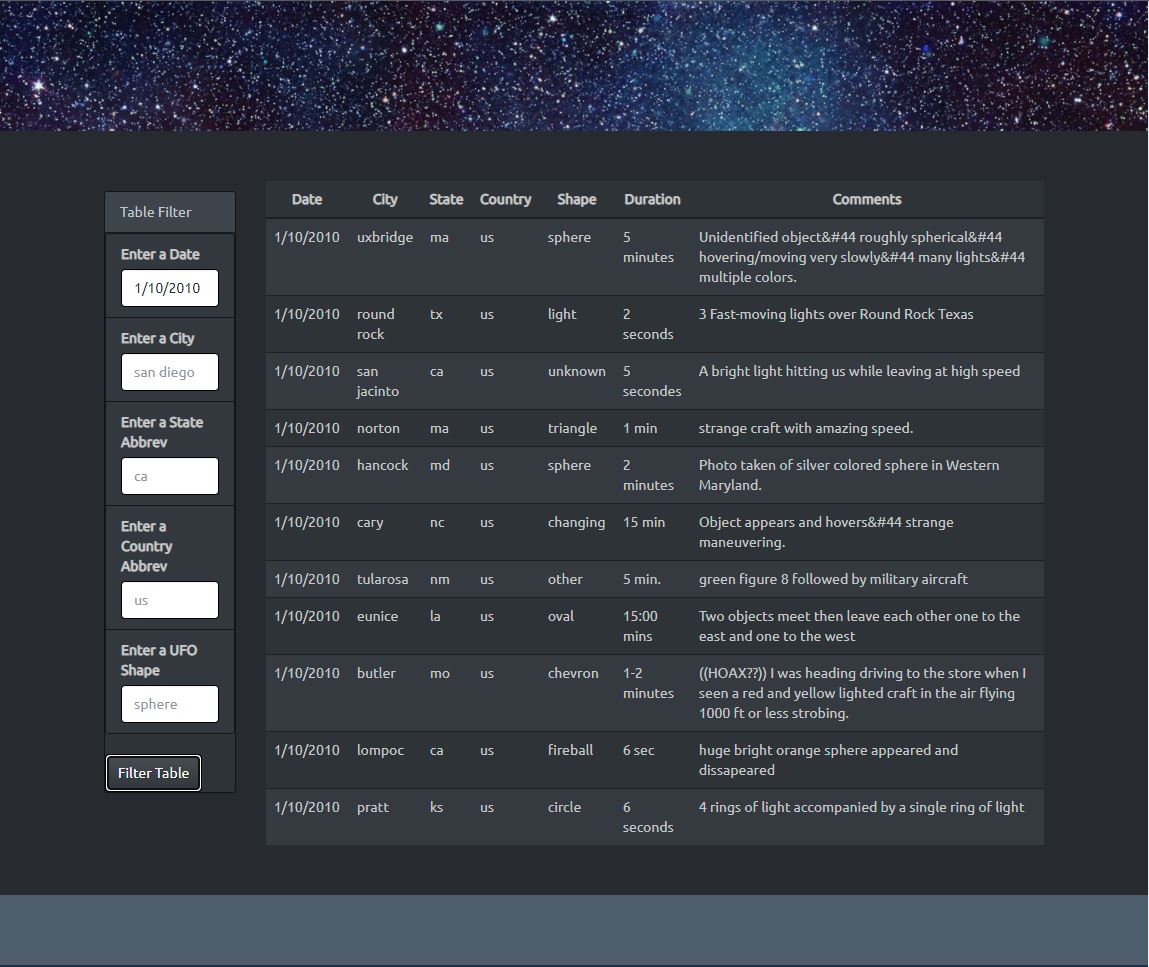 Table Filter
Enter a Date
1/10/2010
Enter a City
san diego
Enter a State
Abbrev
ca
Enter a
Country
Abbrev
us
Enter a UFO
Shape
sphere
Filter Table
Date City State Country Shape Duration Comments
1/10/2010 uxbridge ma us sphere 5 Unidentified object&#44 roughly spherical&#44
minutes hovering/moving very slowly&#44 many lights&#44
multiple colors.
1/10/2010 round tx us light 2 3 Fast-moving lights over Round Rock Texas
rock seconds
1/10/2010 san ca us unknown 5 A bright light hitting us while leaving at high speed
jacinto secondes
1/10/2010 norton ma us triangle 1 min strange craft with amazing speed.
1/10/2010 hancock md us sphere 2 Photo taken of silver colored sphere in Western
minutes Maryland.
1/10/2010 cary nc us changing 15 min Object appears and hovers&#44 strange
maneuvering.
1/10/2010 tularosa nm us other 5 min. green figure 8 followed by military aircraft
1/10/2010 eunice la us oval 15:00 Two objects meet then leave each other one to the
mins east and one to the west
1/10/2010 butler mo us chevron 1-2 ((HOAX??)) I was heading driving to the store when I
minutes seen a red and yellow lighted craft in the air flying
1000 ft or less strobing.
1/10/2010 lompoc ca us fireball 6 sec huge bright orange sphere appeared and
dissapeared
1/10/2010 pratt ks us circle 6 4 rings of light accompanied by a single ring of light
seconds